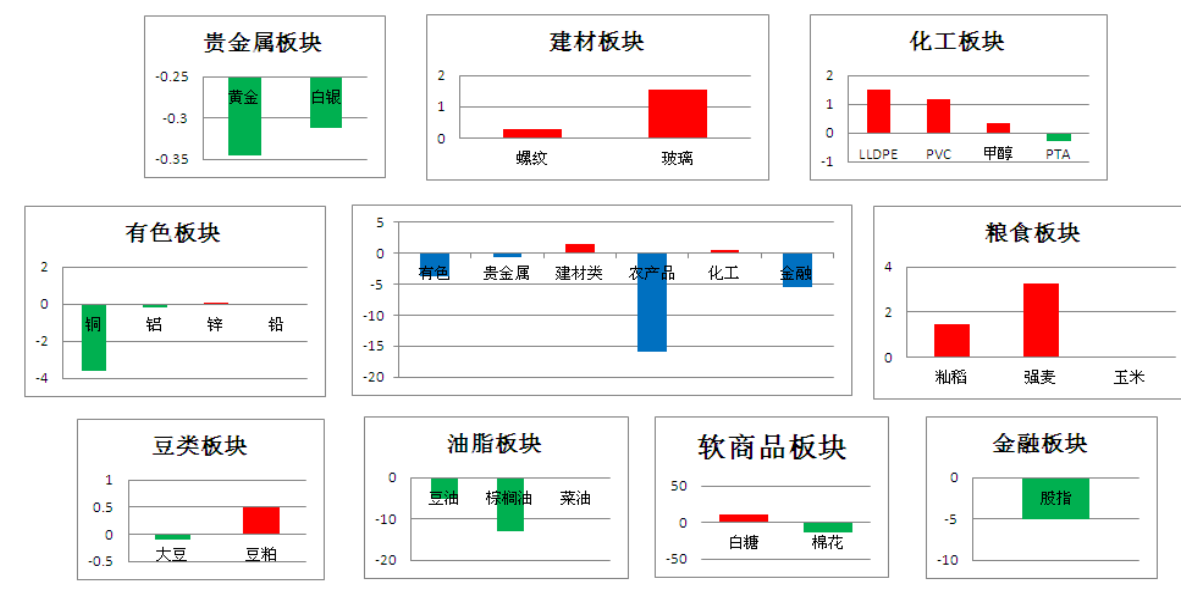 贵金属板块
-0.25
-0.3
-0.35
黄金 白银
建材板块
2
1
0
螺纹 玻璃
化工板块
2
1
0
-1
LLDPE PVC 甲醇 PTA
有色板块
2
0
-2
-4
铜 铝 锌 铅
5
0
-5
-10
-15
-20
有色 贵金属 建材类 农产品 化工 金融
粮食板块
4
2
0
籼稻 强麦 玉米
豆类板块
1
0.5
0
-0.5
大豆 豆粕
油脂板块
0
-10
-20
豆油 棕榈油 菜油
软商品板块
50
0
-50
白糖 棉花
金融板块
0
-5
-10
股指